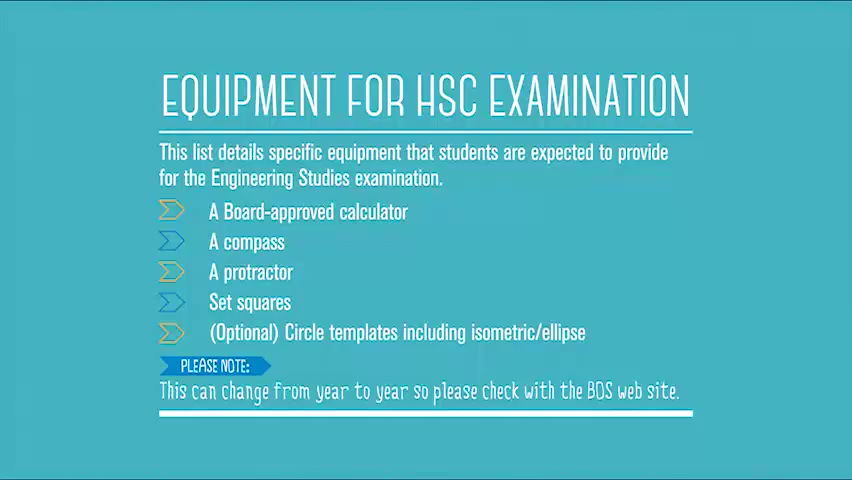 EQUIPMENT FOR HSC EXAMINATION
This list details specific equipment that students are expected to provide
for the Engineering Studies examination.
A Board-approved calculator
A compass
A protractor
Set squares
(Optional) Circle templates including isometric/ellipse
PLEASE NOTE:
This can change from year to year so please check with the BOS web site.